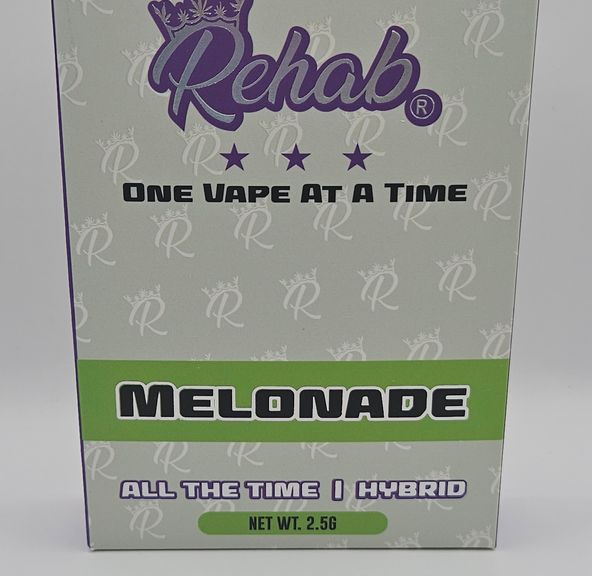 Rehab®
ONE VAPE AT A TIME
MELONADE
ALL THE TIME | HYBRID
NET WT. 2.5G